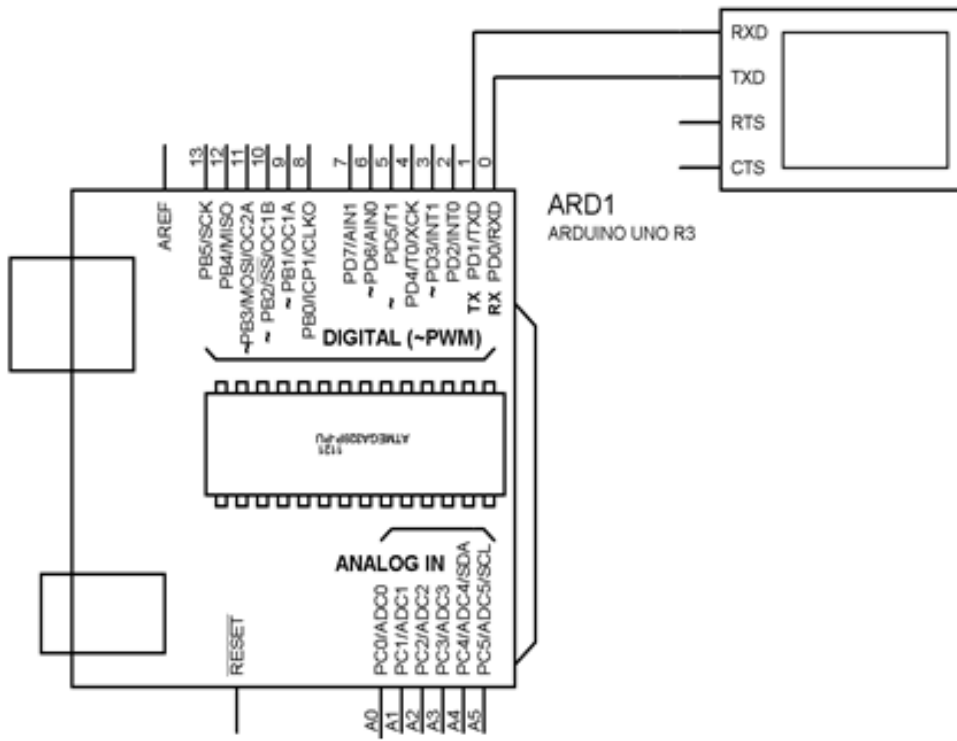 RXD
TXD
RTS
CTS
ARD1
ARDUINO UNO R3
AREF
13
12
11
10
9
8
7
6
5
4
3
2
1
0
PB5/SCK
PB4/MISO
~PB3/MOSI/OC2A
~ PB2/SS/OC1B
~ PB1/OC1A
PB0/ICP1/CLKO
PD7/AIN1
~ PD6/AIN0
~ PD5/T1
PD4/T0/XCK
~ PD3/INT1
PD2/INT0
TX PD1/TXD
RX PD0/RXD
DIGITAL (~PWM)
ATMEGA328P-PU
1121
ANALOG IN
RESET
PC0/ADC0
PC1/ADC1
PC2/ADC2
PC3/ADC3
PC4/ADC4/SDA
PC5/ADC5/SCL
A0
A1
A2
A3
A4
A5